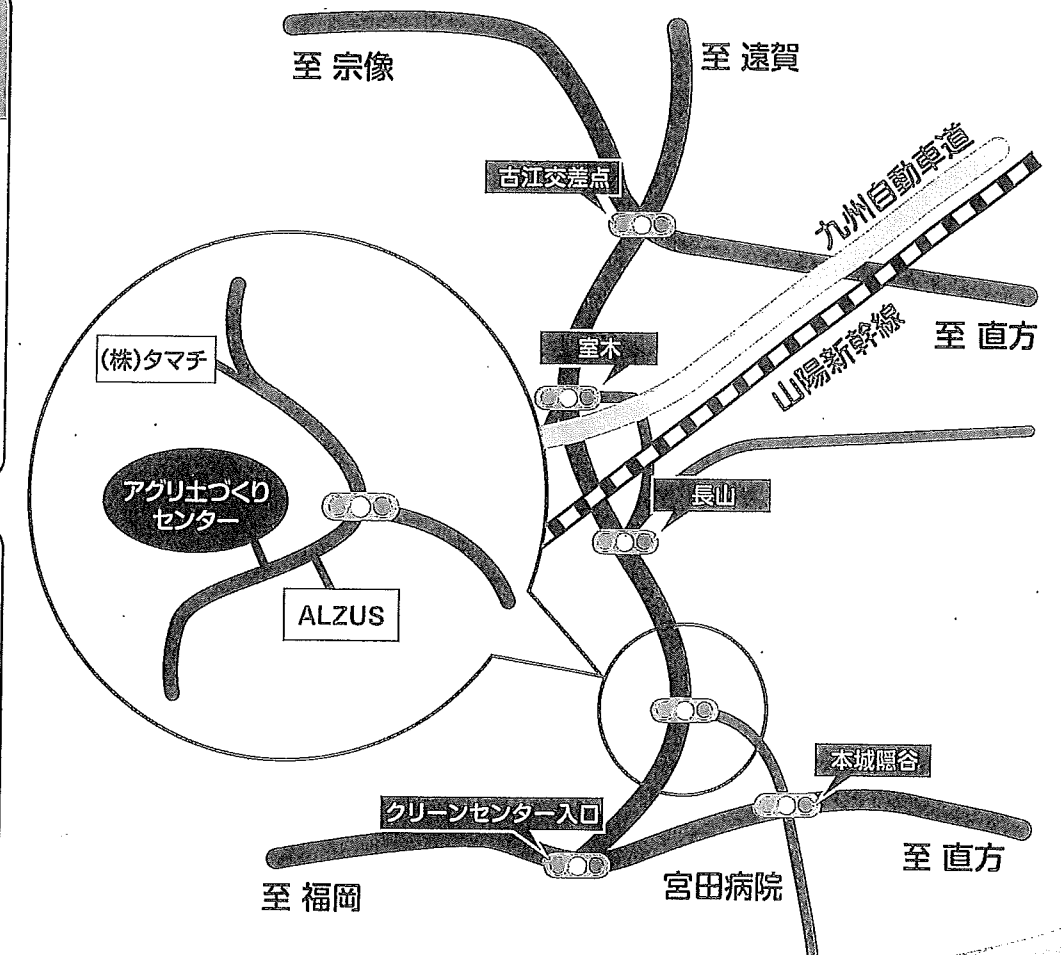 至 宗像
至 遠賀
古江交差点
九州自動車道
室木
至 直方
山陽新幹線
(株)タマチ
アグリ土づくり
センター
長山
ALZUS
本城隠谷
クリーンセンター入口
至 直方
宮田病院
至 福岡